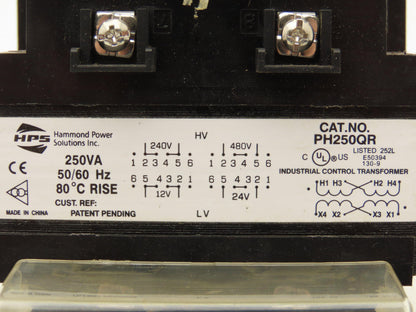 HPS
Hammond Power
Solutions Inc.
CE
250VA
50/60 Hz
80°C RISE
CUST. REF:
MADE IN CHINA
PATENT PENDING
HV
240V
480V
1 2 3 5 4 6
1 2 3 4 5 6
6 5 4 3 2 1
6 5 4 3 2 1
12V
24V
LV
CAT.NO.
PH250QR
C UL US
LISTED 252L
E50394
130-9
INDUSTRIAL CONTROL TRANSFORMER
H1 H3 H2 H4
X4 X2 X3 X1